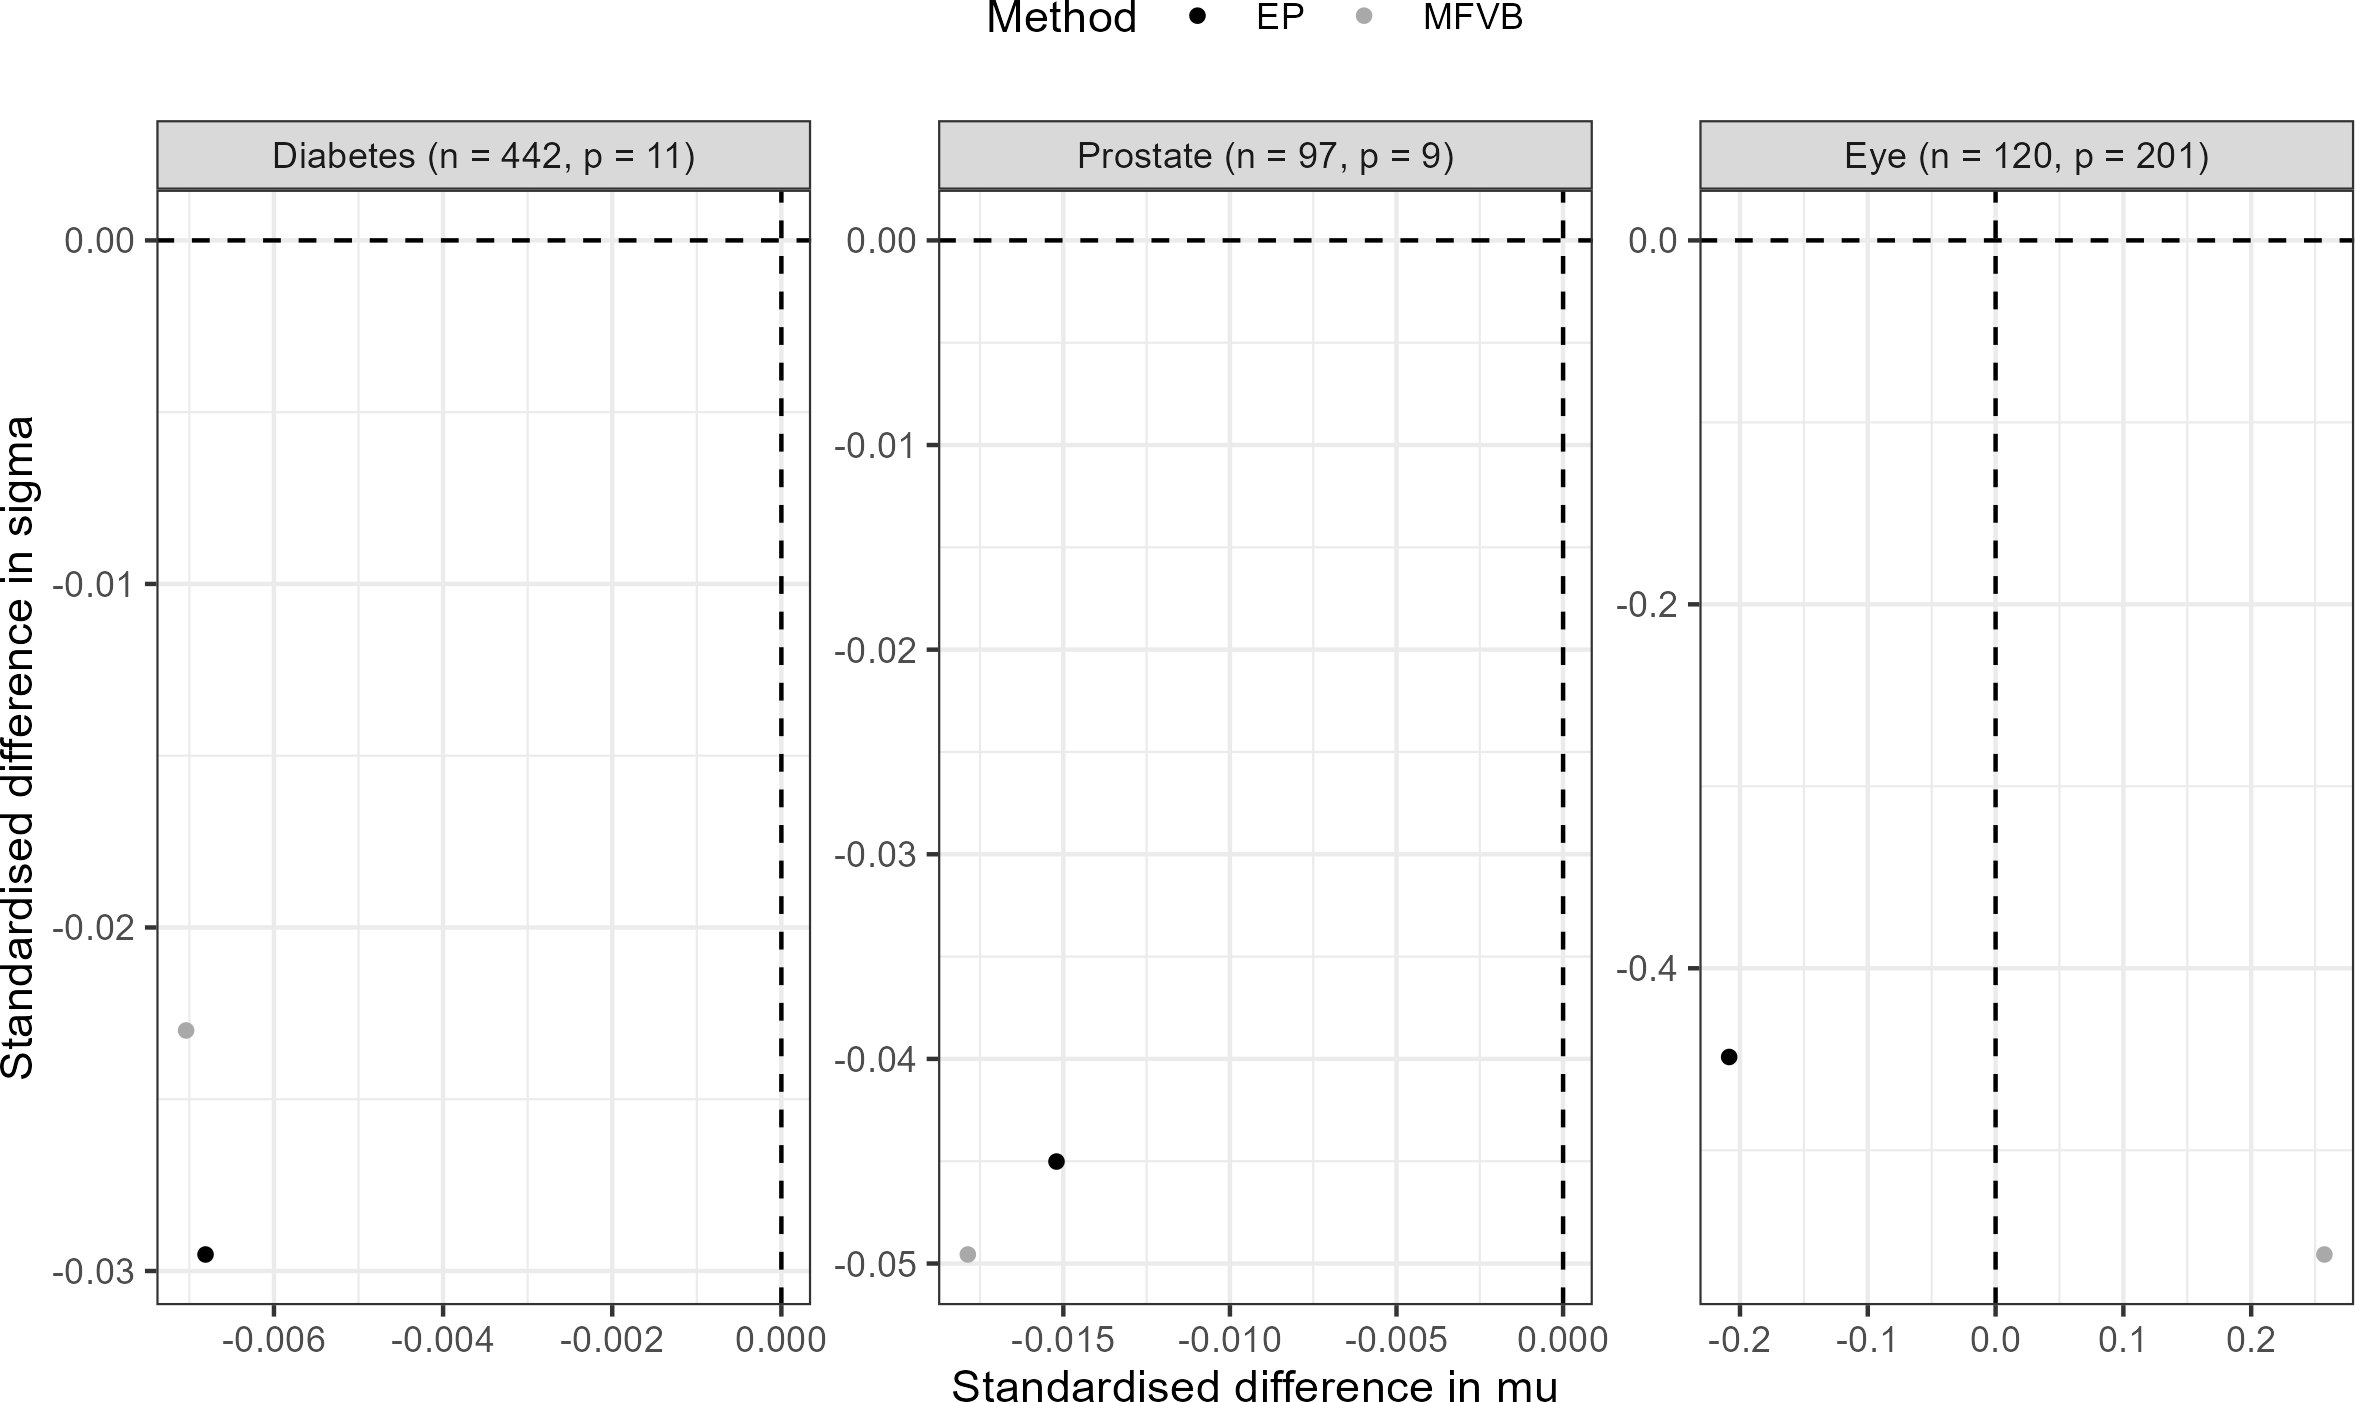 Method EP MFVB
Diabetes (n = 442, p = 11) Prostate (n = 97, p = 9) Eye (n = 120, p = 201)
Standardised difference in sigma
0.00
-0.01
-0.02
-0.03
-0.006 -0.004 -0.002 0.000
0.00
-0.01
-0.02
-0.03
-0.04
-0.05
-0.015 -0.010 -0.005 0.000
0.0
-0.2
-0.4
-0.2 -0.1 0.0 0.1 0.2
Standardised difference in mu